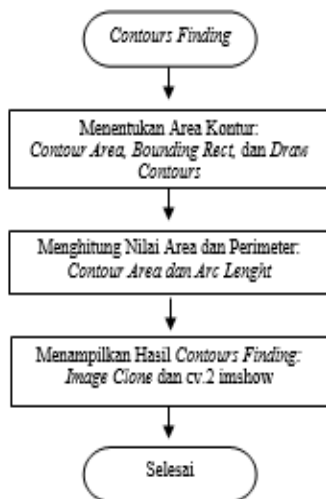 Contours Finding
Menentukan Area Kontur:
Contour Area, Bounding Rect, dan Draw
Contours
Menghitung Nilai Area dan Perimeter:
Contour Area dan Arc Lenght
Menampilkan Hasil Contours Finding:
Image Clone dan cv.2 imshow
Selesai